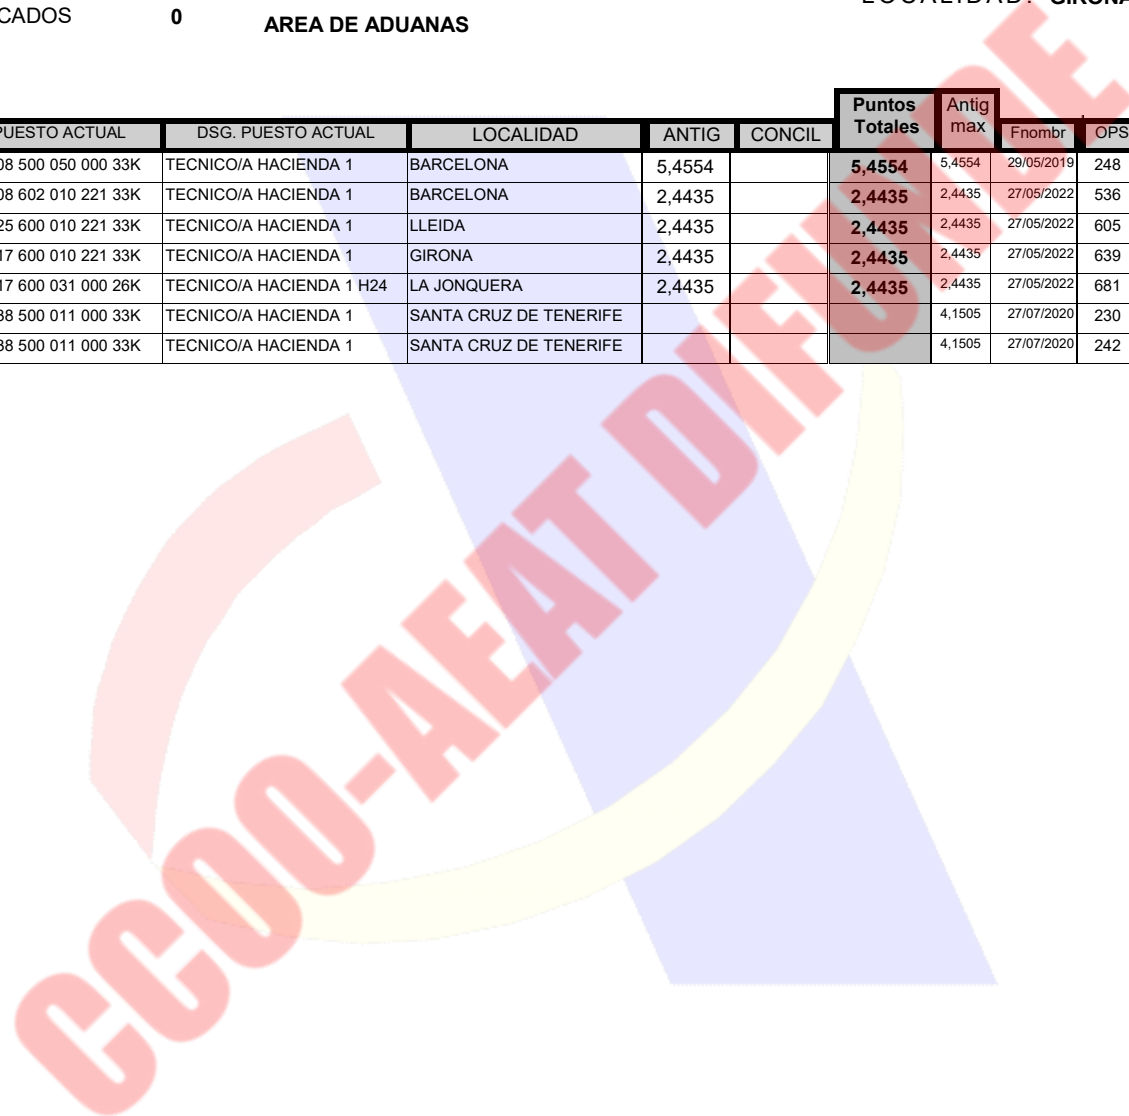 CADOS 0 AREA DE ADUANAS LOCALIDAD: GIRONA
PUESTO ACTUAL DSG. PUESTO ACTUAL LOCALIDAD ANTIG CONCIL Puntos Totales Antig max Fnombr OPS
08 500 050 000 33K TECNICO/A HACIENDA 1 BARCELONA 5,4554 5,4554 5,4554 29/05/2019 248
08 602 010 221 33K TECNICO/A HACIENDA 1 BARCELONA 2,4435 2,4435 2,4435 27/05/2022 536
25 600 010 221 33K TECNICO/A HACIENDA 1 LLEIDA 2,4435 2,4435 2,4435 27/05/2022 605
17 600 010 221 33K TECNICO/A HACIENDA 1 GIRONA 2,4435 2,4435 2,4435 27/05/2022 639
17 600 031 000 26K TECNICO/A HACIENDA 1 H24 LA JONQUERA 2,4435 2,4435 2,4435 27/05/2022 681
38 500 011 000 33K TECNICO/A HACIENDA 1 SANTA CRUZ DE TENERIFE 4,1505 27/07/2020 230
38 500 011 000 33K TECNICO/A HACIENDA 1 SANTA CRUZ DE TENERIFE 4,1505 27/07/2020 242
CCOO-AEAT DIFUNDE